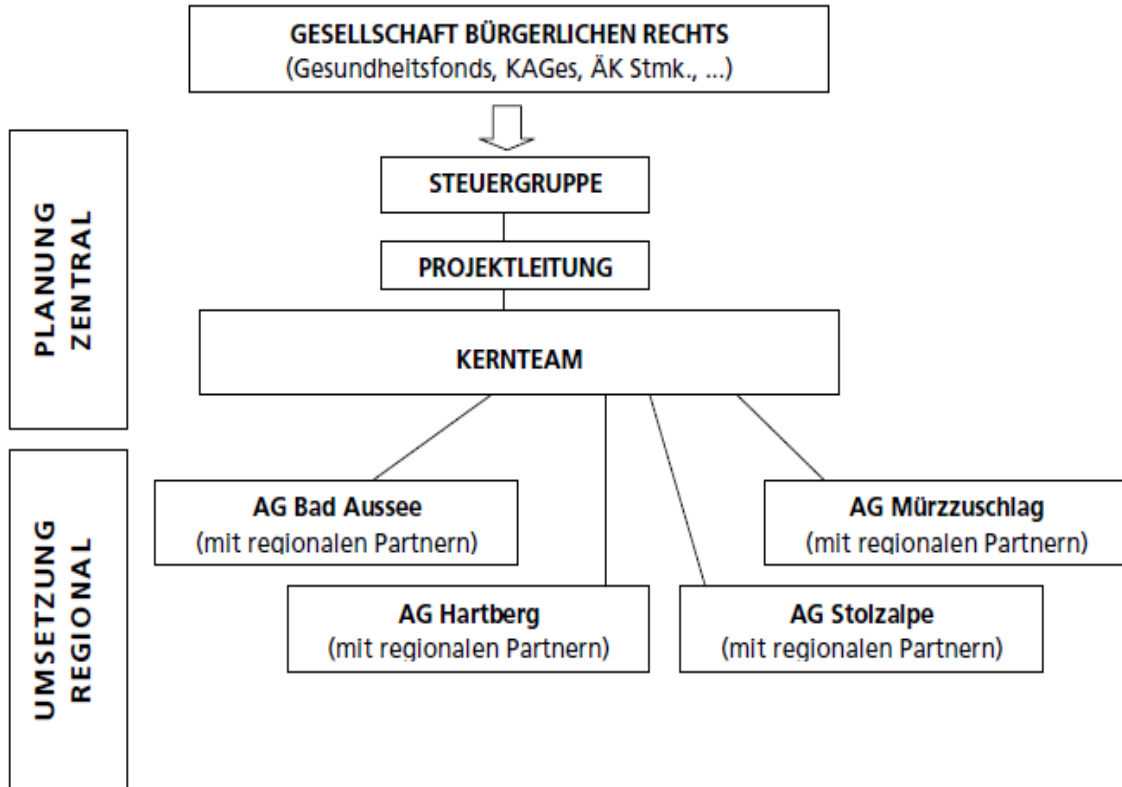 GESELLSCHAFT BÜRGERLICHEN RECHTS
(Gesundheitsfonds, KAGes, ÄK Stmk., ...)
PLANUNG
ZENTRAL
STEUERGRUPPE
PROJEKTLEITUNG
KERNTEAM
UMSETZUNG
REGIONAL
AG Bad Aussee
(mit regionalen Partnern)
AG Mürzzuschlag
(mit regionalen Partnern)
AG Hartberg
(mit regionalen Partnern)
AG Stolzalpe
(mit regionalen Partnern)